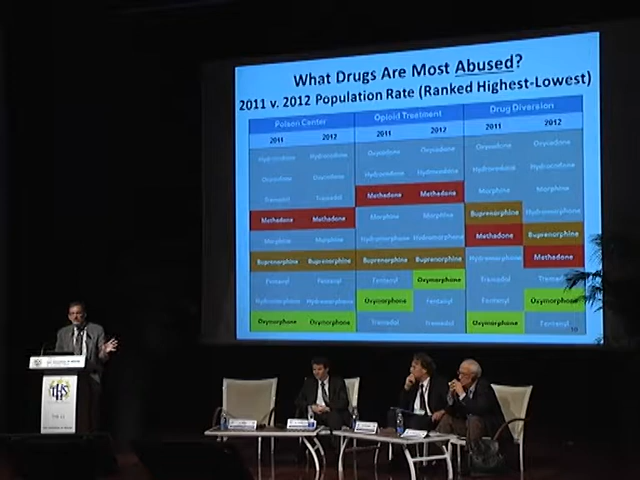 What Drugs Are Most Abused?
2011 v. 2012 Population Rate (Ranked Highest-Lowest)
Poison Center Opioid Treatment Drug Diversion
2011 2012 2011 2012 2011 2012
Hydrocodone Hydrocodone Oxycodone Oxycodone Oxycodone Oxycodone
Oxycodone Oxycodone Hydrocodone Hydrocodone Hydrocodone Hydrocodone
Tramadol Tramadol Methadone Methadone Morphine Morphine
Methadone Methadone Morphine Morphine Buprenorphine Hydromorphone
Morphine Morphine Hydromorphone Hydromorphone Methadone Buprenorphine
Buprenorphine Buprenorphine Buprenorphine Buprenorphine Hydromorphone Methadone
Fentanyl Fentanyl Fentanyl Oxymorphone Tramadol
Hydromorphone Hydromorphone Oxymorphone Fentanyl Fentanyl Oxymorphone
Oxymorphone Oxymorphone Tramadol Tramadol Oxymorphone Fentanyl